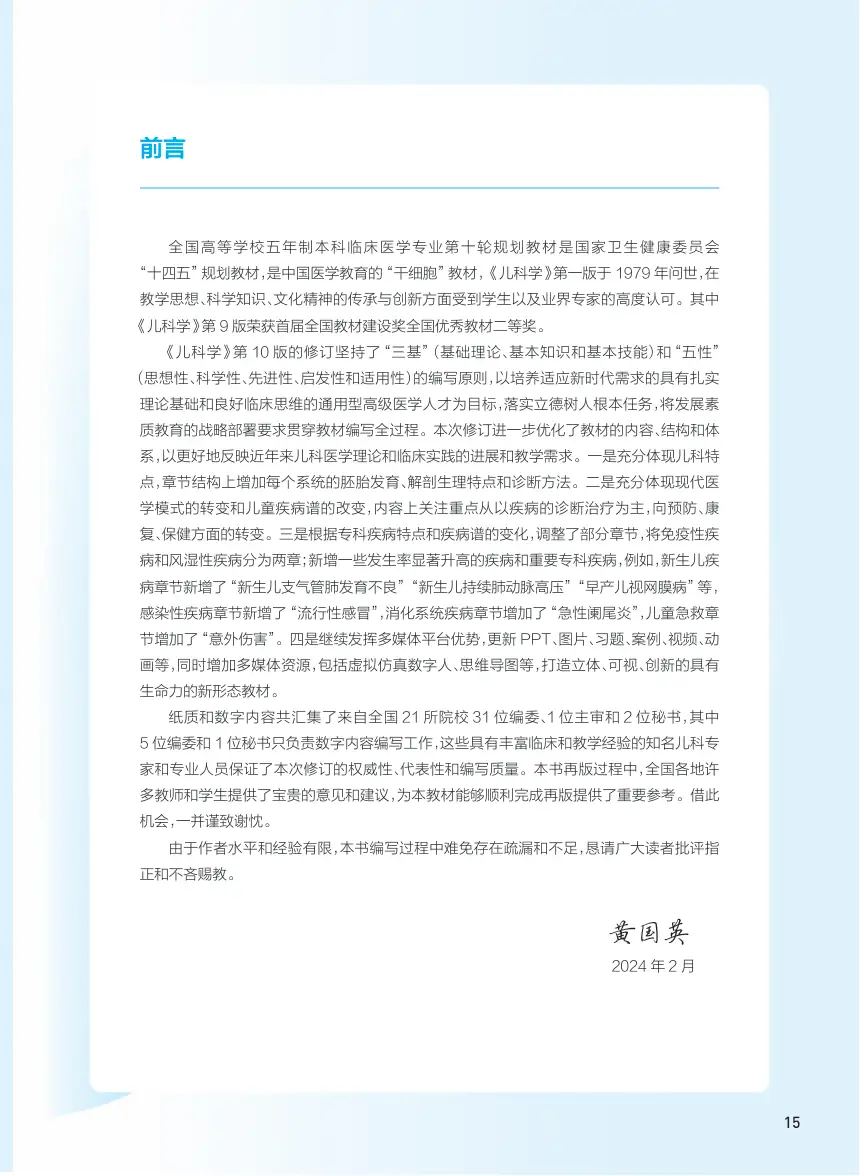 前言
全国高等学校五年制本科临床医学专业第十轮规划教材是国家卫生健康委员会
“十四五”规划教材，是中国医学教育的“干细胞”教材，《儿科学》第一版于 1979 年问世，在
教学思想、科学知识、文化精神的传承与创新方面受到学生以及业界专家的高度认可。其中
《儿科学》第 9 版荣获首届全国教材建设奖全国优秀教材二等奖。
《儿科学》第 10 版的修订坚持了“三基”（基础理论、基本知识和基本技能）和“五性”
（思想性、科学性、先进性、启发性和适用性）的编写原则，以培养适应新时代需求的具有扎实
理论基础和良好临床思维的通用型高级医学人才为目标，落实立德树人根本任务，将发展素
质教育的战略部署要求贯穿教材编写全过程。本次修订进一步优化了教材的内容、结构和体
系，以更好地反映近年来儿科医学理论和临床实践的进展和教学需求。一是充分体现儿科特
点，章节结构上增加每个系统的胚胎发育、解剖生理特点和诊断方法。二是充分体现现代医
学模式的转变和儿童疾病谱的改变，内容上关注重点从以疾病的诊断治疗为主，向预防、康
复、保健方面的转变。三是根据专科疾病特点和疾病谱的变化，调整了部分章节，将免疫性疾
病和风湿性疾病分为两章；新增一些发生率显著升高的疾病和重要专科疾病，例如，新生儿疾
病章节新增了“新生儿支气管肺发育不良”“新生儿持续肺动脉高压”“早产儿视网膜病”等，
感染性疾病章节新增了“流行性感冒”，消化系统疾病章节增加了“急性阑尾炎”，儿童急救章
节增加了“意外伤害”。四是继续发挥多媒体平台优势，更新 PPT、图片、习题、案例、视频、动
画等，同时增加多媒体资源，包括虚拟仿真数字人、思维导图等，打造立体、可视、创新的具有
生命力的新形态教材。
纸质和数字内容共汇集了来自全国 21 所院校 31 位编委、1 位主审和 2 位秘书，其中
5 位编委和 1 位秘书只负责数字内容编写工作，这些具有丰富临床和教学经验的知名儿科专
家和专业人员保证了本次修订的权威性、代表性和编写质量。本书再版过程中，全国各地许
多教师和学生提供了宝贵的意见和建议，为本教材能够顺利完成再版提供了重要参考。借此
机会，一并谨致谢忱。
由于作者水平和经验有限，本书编写过程中难免存在疏漏和不足，恳请广大读者批评指
正和不吝赐教。
黄国英
2024 年 2 月
15